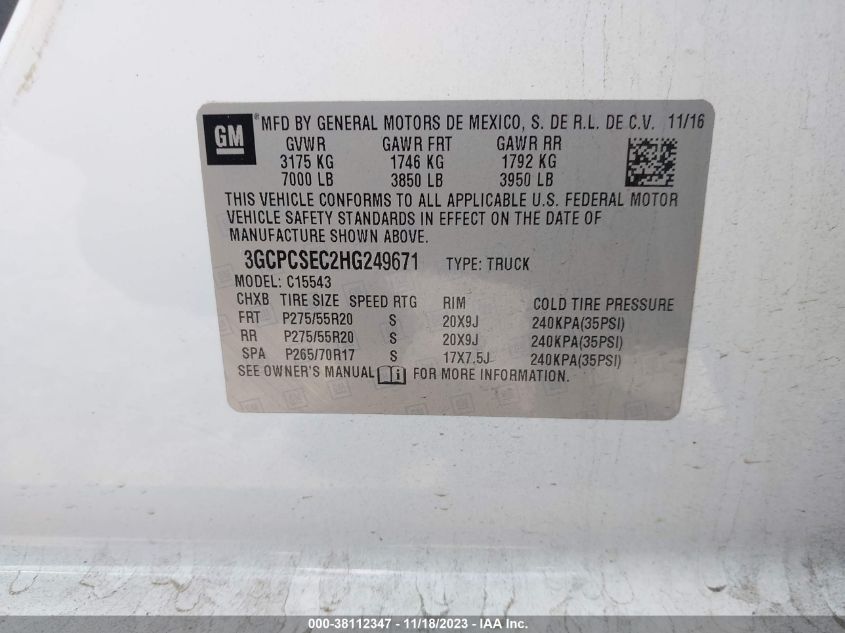 GM ® MFD BY GENERAL MOTORS DE MEXICO, S. DE R.L. DE C.V. 11/16
GVWR GAWR FRT GAWR RR
3175 KG 1746 KG 1792 KG
7000 LB 3850 LB 3950 LB
THIS VEHICLE CONFORMS TO ALL APPLICABLE U.S. FEDERAL MOTOR
VEHICLE SAFETY STANDARDS IN EFFECT ON THE DATE OF
MANUFACTURE SHOWN ABOVE.
3GCPCSEC2HG249671 TYPE: TRUCK
MODEL: C15543
CHXB TIRE SIZE SPEED RTG RIM COLD TIRE PRESSURE
FRT P275/55R20 S 20X9J 240KPA(35PSI)
RR P275/55R20 S 20X9J 240KPA(35PSI)
SPA P265/70R17 S 17X7.5J 240KPA(35PSI)
SEE OWNER'S MANUAL i FOR MORE INFORMATION.
000-38112347 - 11/18/2023 - IAAI.com